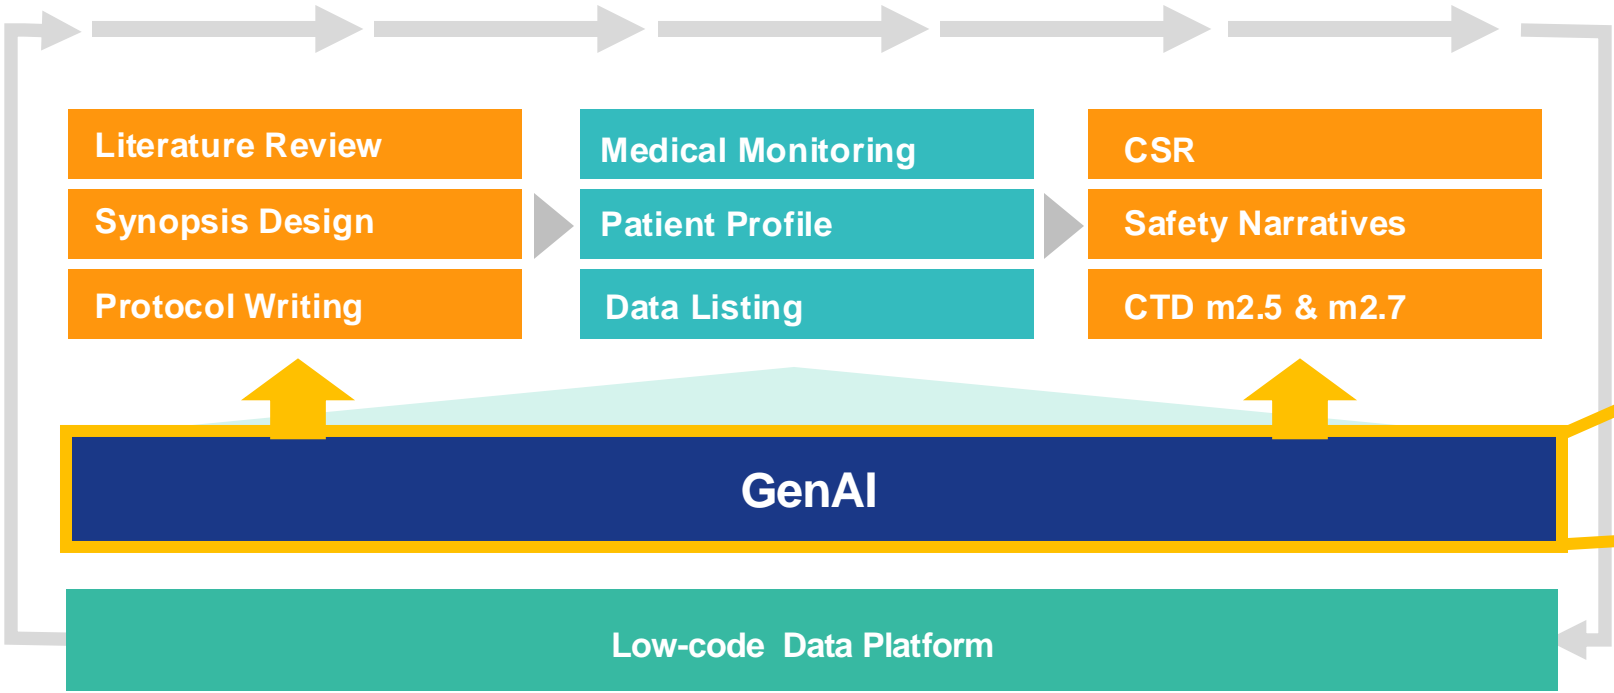 Literature Review
Synopsis Design
Protocol Writing
Medical Monitoring
Patient Profile
Data Listing
CSR
Safety Narratives
CTD m2.5 & m2.7
GenAI
Low-code Data Platform